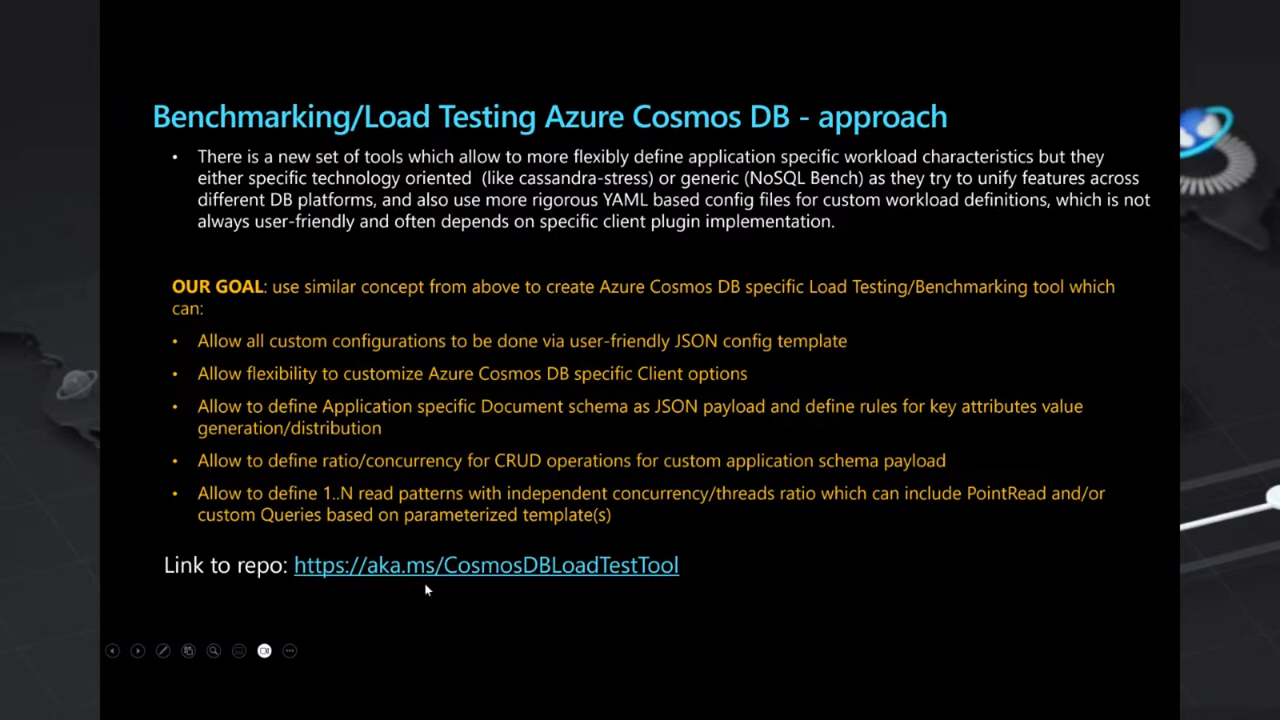 Benchmarking/Load Testing Azure Cosmos DB - approach
• There is a new set of tools which allow to more flexibly define application specific workload characteristics but they
either specific technology oriented (like cassandra-stress) or generic (NoSQL Bench) as they try to unify features across
different DB platforms, and also use more rigorous YAML based config files for custom workload definitions, which is not
always user-friendly and often depends on specific client plugin implementation.
OUR GOAL: use similar concept from above to create Azure Cosmos DB specific Load Testing/Benchmarking tool which
can:
• Allow all custom configurations to be done via user-friendly JSON config template
• Allow flexibility to customize Azure Cosmos DB specific Client options
• Allow to define Application specific Document schema as JSON payload and define rules for key attributes value
generation/distribution
• Allow to define ratio/concurrency for CRUD operations for custom application schema payload
• Allow to define 1..N read patterns with independent concurrency/threads ratio which can include PointRead and/or
custom Queries based on parameterized template(s)
Link to repo: https://aka.ms/CosmosDBLoadTestTool